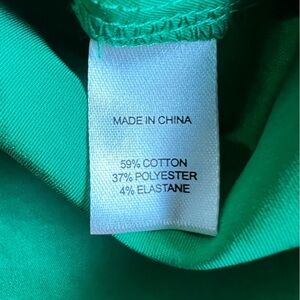 MADE IN CHINA
59% COTTON
37% POLYESTER
4% ELASTANE